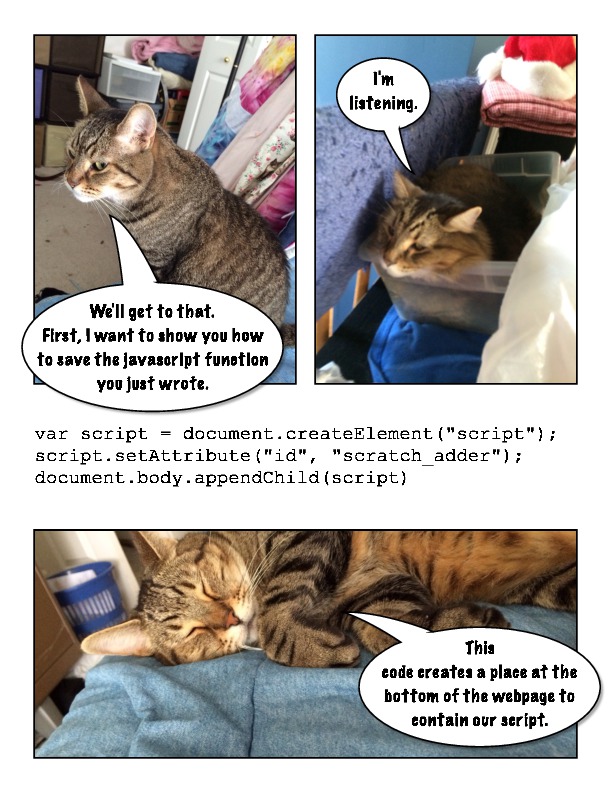 I'm
listening.
We'll get to that.
First, I want to show you how
to save the javascript function
you just wrote.
var script = document.createElement("script");
script.setAttribute("id", "scratch_adder");
document.body.appendChild(script)
This
code creates a place at the
bottom of the webpage to
contain our script.